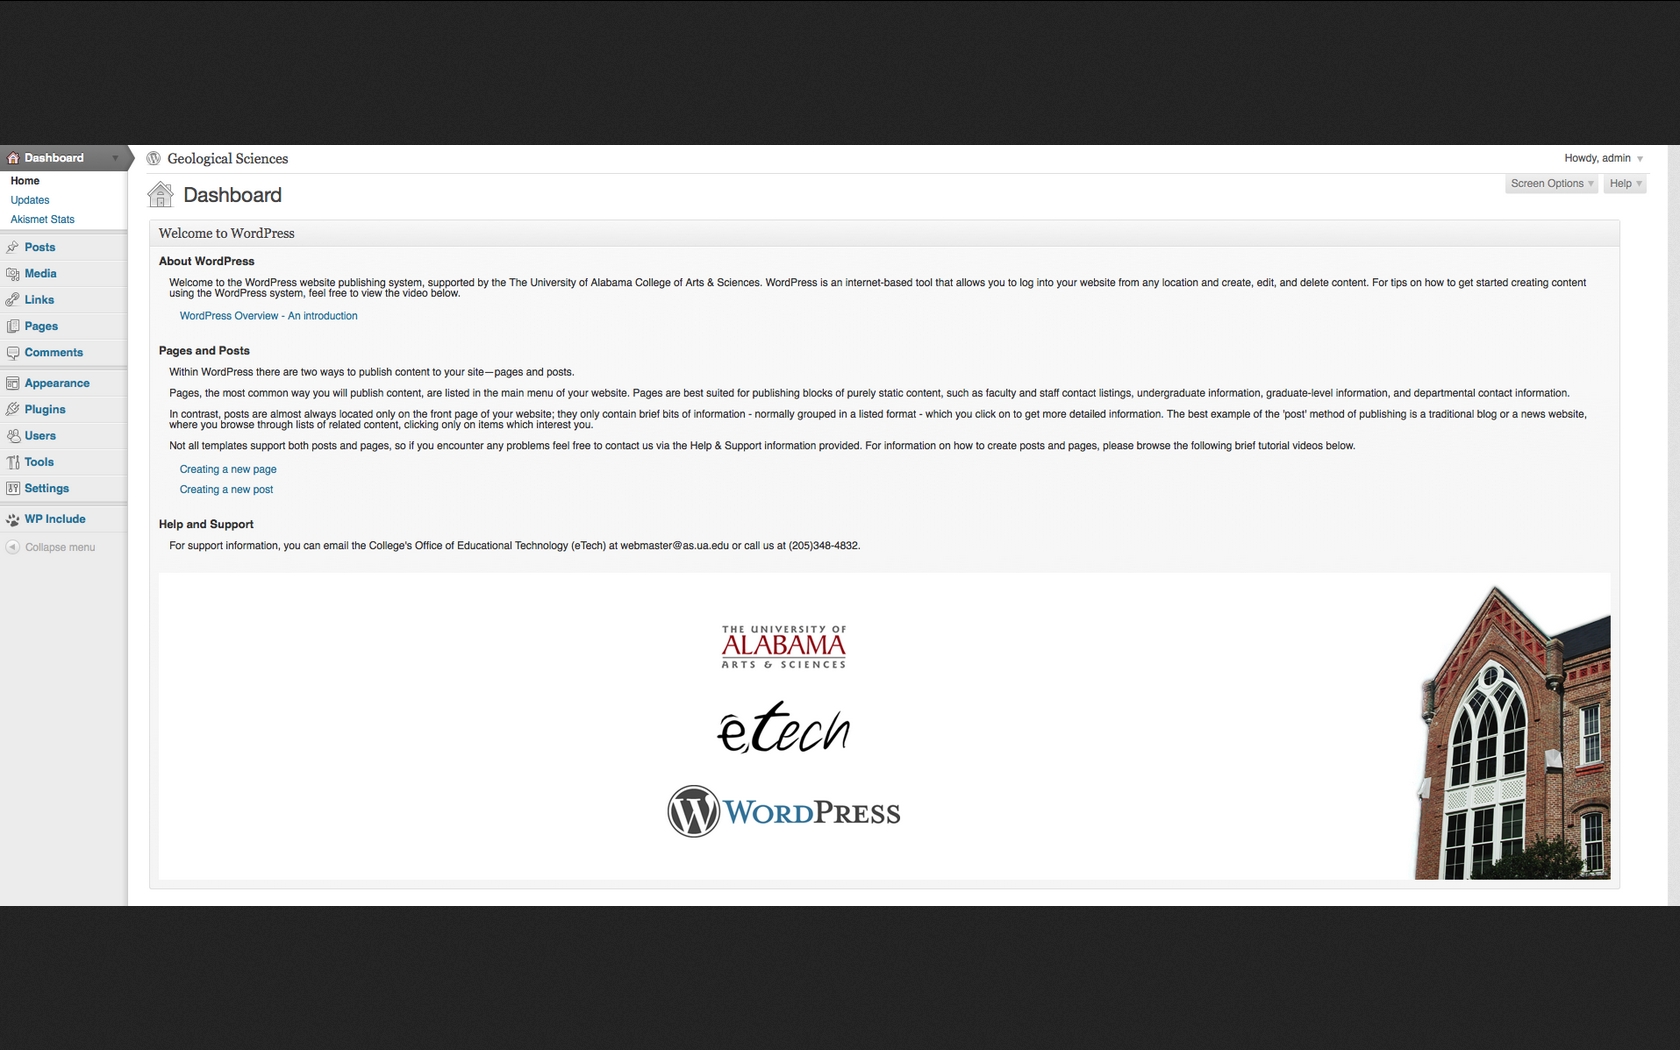 Dashboard
Home
Updates
Akismet Stats
Posts
Media
Links
Pages
Comments
Appearance
Plugins
Users
Tools
Settings
WP Include
Collapse menu
Geological Sciences
Howdy, admin
Screen Options
Help
Dashboard
Welcome to WordPress
About WordPress
Welcome to the WordPress website publishing system, supported by the The University of Alabama College of Arts & Sciences. WordPress is an internet-based tool that allows you to log into your website from any location and create, edit, and delete content. For tips on how to get started creating content
using the WordPress system, feel free to view the video below.
WordPress Overview - An introduction
Pages and Posts
Within WordPress there are two ways to publish content to your site—pages and posts.
Pages, the most common way you will publish content, are listed in the main menu of your website. Pages are best suited for publishing blocks of purely static content, such as faculty and staff contact listings, undergraduate information, graduate-level information, and departmental contact information.
In contrast, posts are almost always located only on the front page of your website; they only contain brief bits of information - normally grouped in a listed format - which you click on to get more detailed information. The best example of the 'post' method of publishing is a traditional blog or a news website,
where you browse through lists of related content, clicking only on items which interest you.
Not all templates support both posts and pages, so if you encounter any problems feel free to contact us via the Help & Support information provided. For information on how to create posts and pages, please browse the following brief tutorial videos below.
Creating a new page
Creating a new post
Help and Support
For support information, you can email the College's Office of Educational Technology (eTech) at webmaster@as.ua.edu or call us at (205)348-4832.
THE UNIVERSITY OF
ALABAMA
ARTS & SCIENCES
eTech
W WORDPRESS